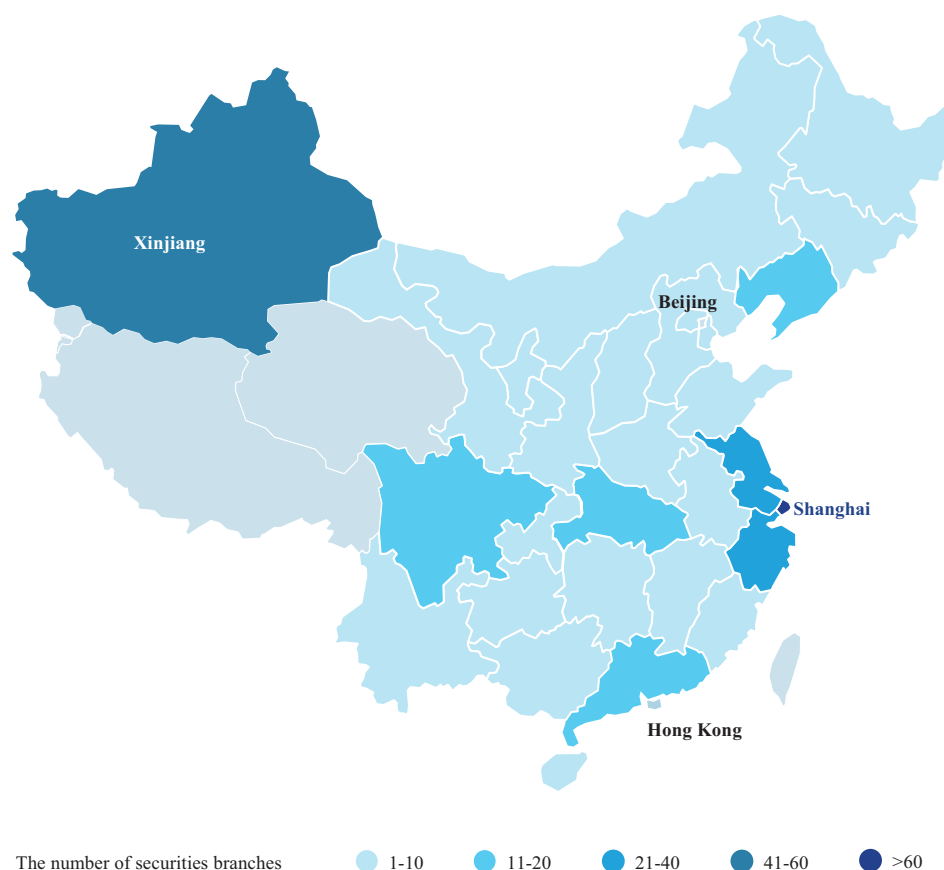 Xinjiang
Beijing
Shanghai
Hong Kong
The number of securities branches 1-10 11-20 21-40 41-60 >60